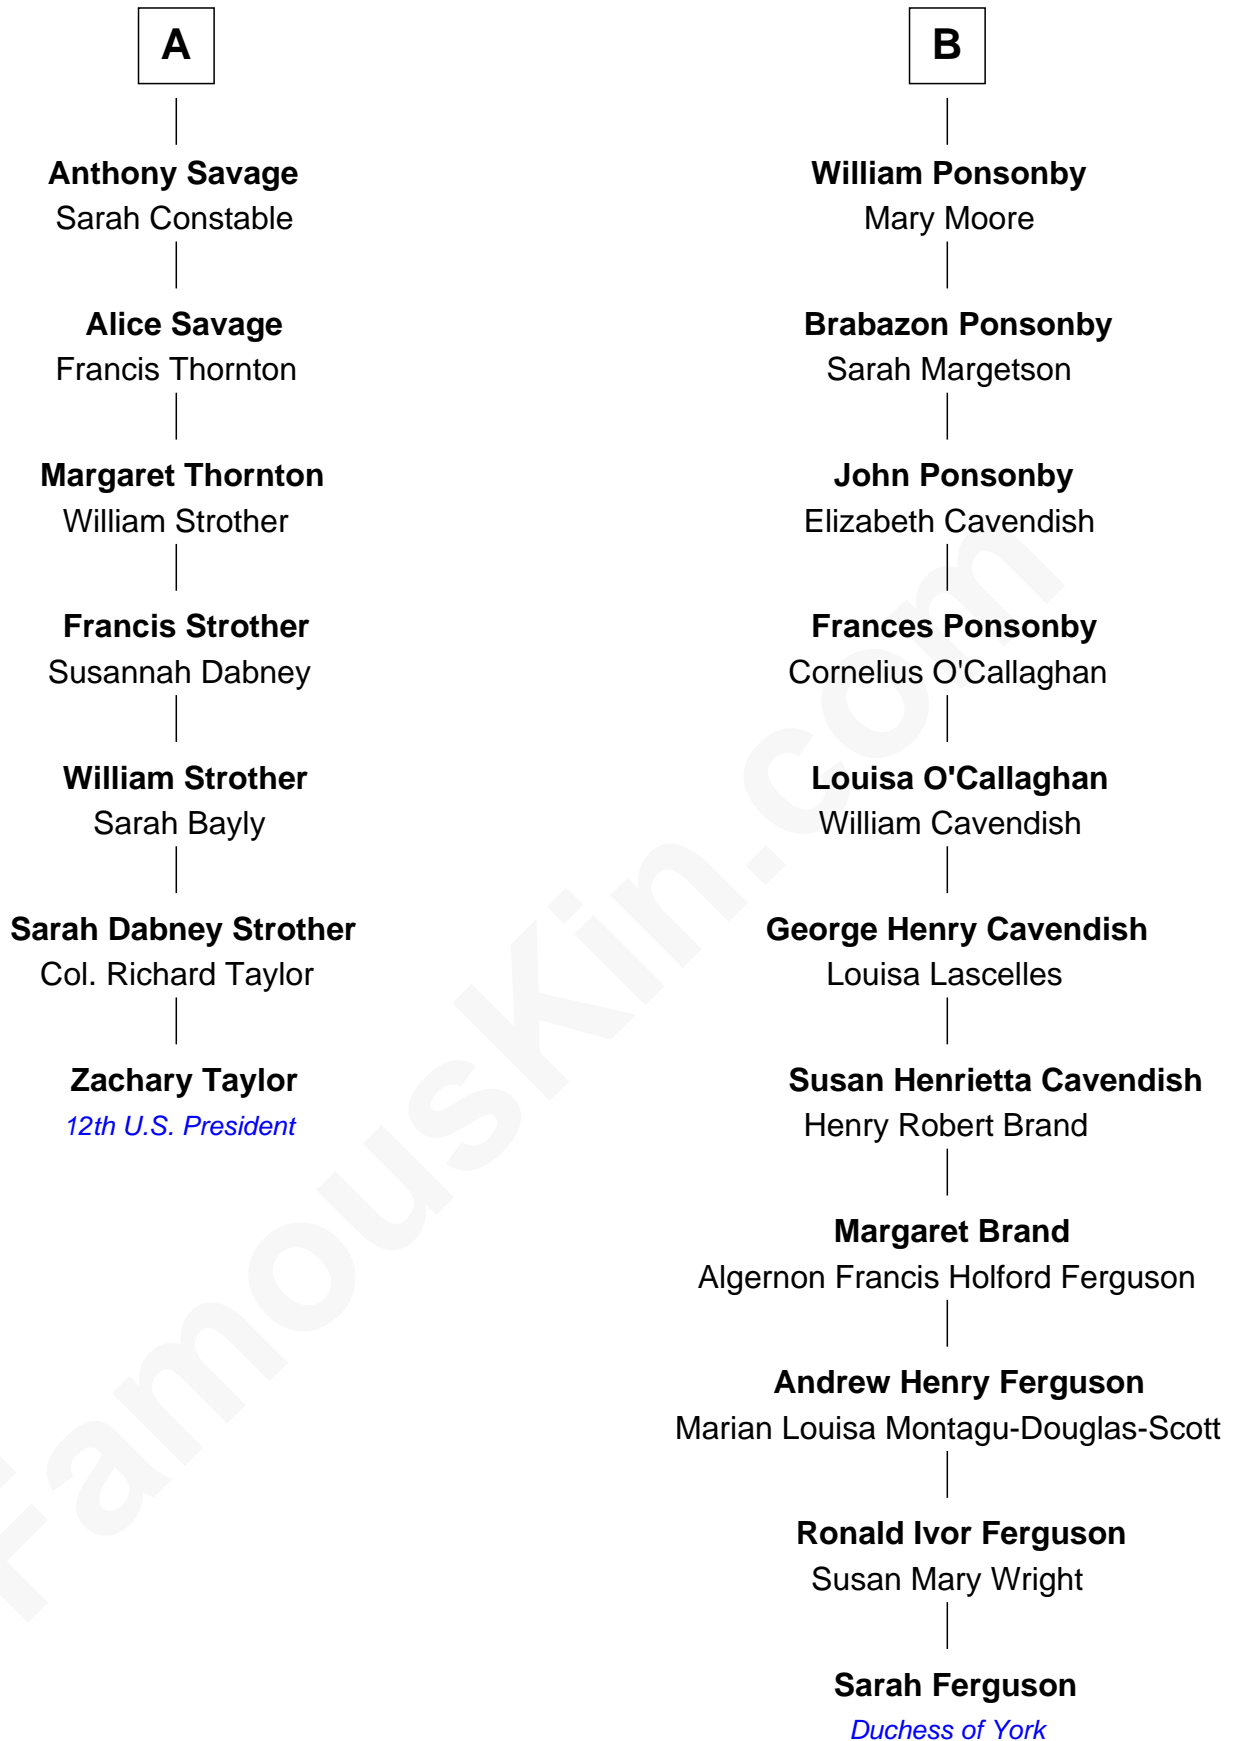 A
Anthony Savage
Sarah Constable
Alice Savage
Francis Thornton
Margaret Thornton
William Strother
Francis Strother
Susannah Dabney
William Strother
Sarah Bayly
Sarah Dabney Strother
Col. Richard Taylor
Zachary Taylor
12th U.S. President
B
William Ponsonby
Mary Moore
Brabazon Ponsonby
Sarah Margetson
John Ponsonby
Elizabeth Cavendish
Frances Ponsonby
Cornelius O'Callaghan
Louisa O'Callaghan
William Cavendish
George Henry Cavendish
Louisa Lascelles
Susan Henrietta Cavendish
Henry Robert Brand
Margaret Brand
Algernon Francis Holford Ferguson
Andrew Henry Ferguson
Marian Louisa Montagu-Douglas-Scott
Ronald Ivor Ferguson
Susan Mary Wright
Sarah Ferguson
Duchess of York
FamousKin.com